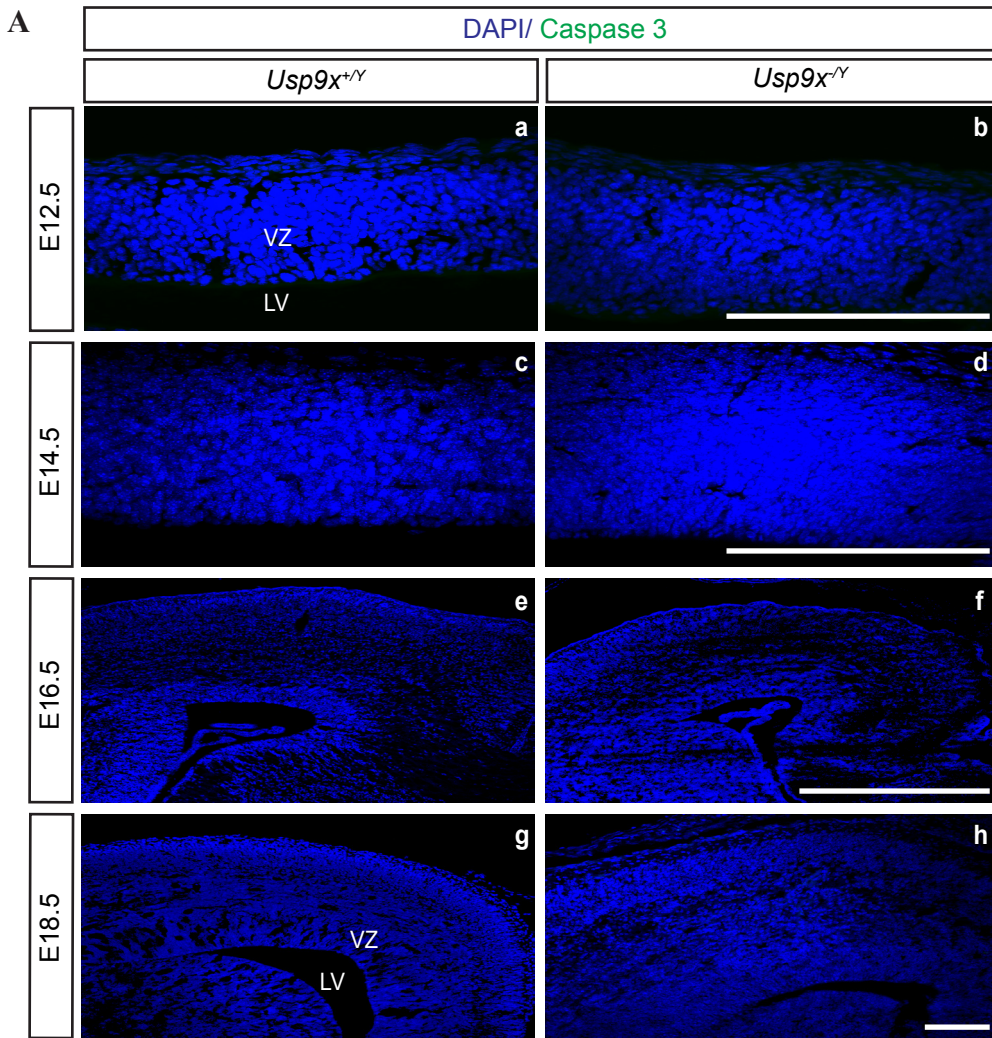 A
DAPI/ Caspase 3
Usp9x+/Y
Usp9x-/Y
E12.5
a
VZ
LV
b
E14.5
c
d
E16.5
e
f
E18.5
g
VZ
LV
h